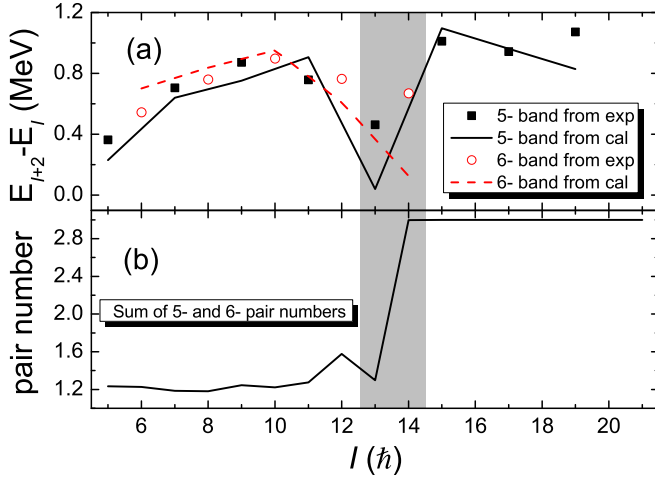 (a)
E_{I+2}-E_I (MeV)
1.2
0.8
0.4
0.0
5- band from exp
5- band from cal
6- band from exp
6- band from cal
(b)
pair number
2.8
2.4
2.0
1.6
1.2
Sum of 5- and 6- pair numbers
6 8 10 12 14 16 18 20
I (ħ)